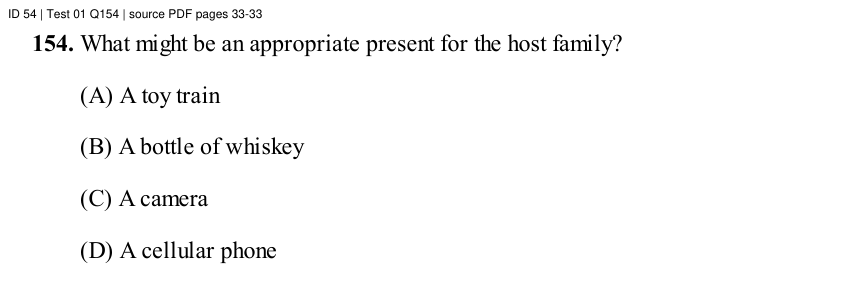 ID 54 | Test 01 Q154 | source PDF pages 33-33
154. What might be an appropriate present for the host family?
(A) A toy train
(B) A bottle of whiskey
(C) A camera
(D) A cellular phone